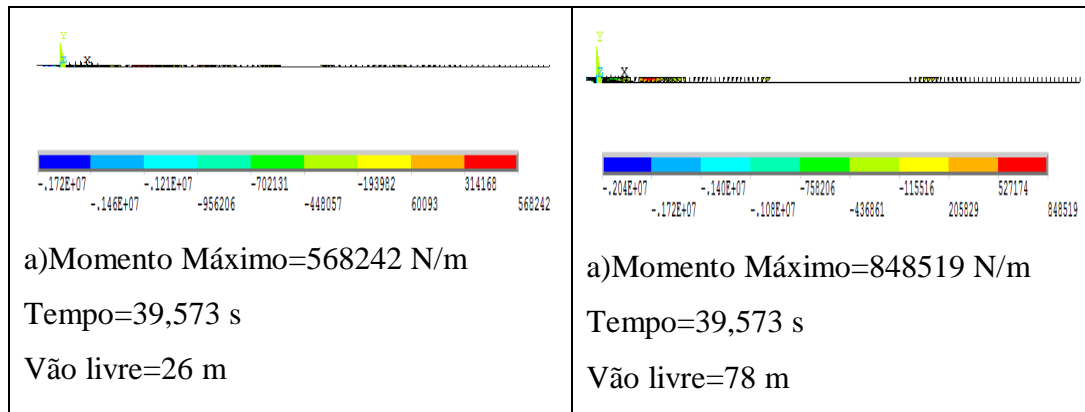 Y
Z X
-.172E+07 -.121E+07 -702131 -193982 314168
-.146E+07 -956206 -448057 60093 568242
a)Momento Máximo=568242 N/m
Tempo=39,573 s
Vão livre=26 m
Y
Z X
-.204E+07 -.140E+07 -758206 -115516 527174
-.172E+07 -.108E+07 -436861 205829 848519
a)Momento Máximo=848519 N/m
Tempo=39,573 s
Vão livre=78 m